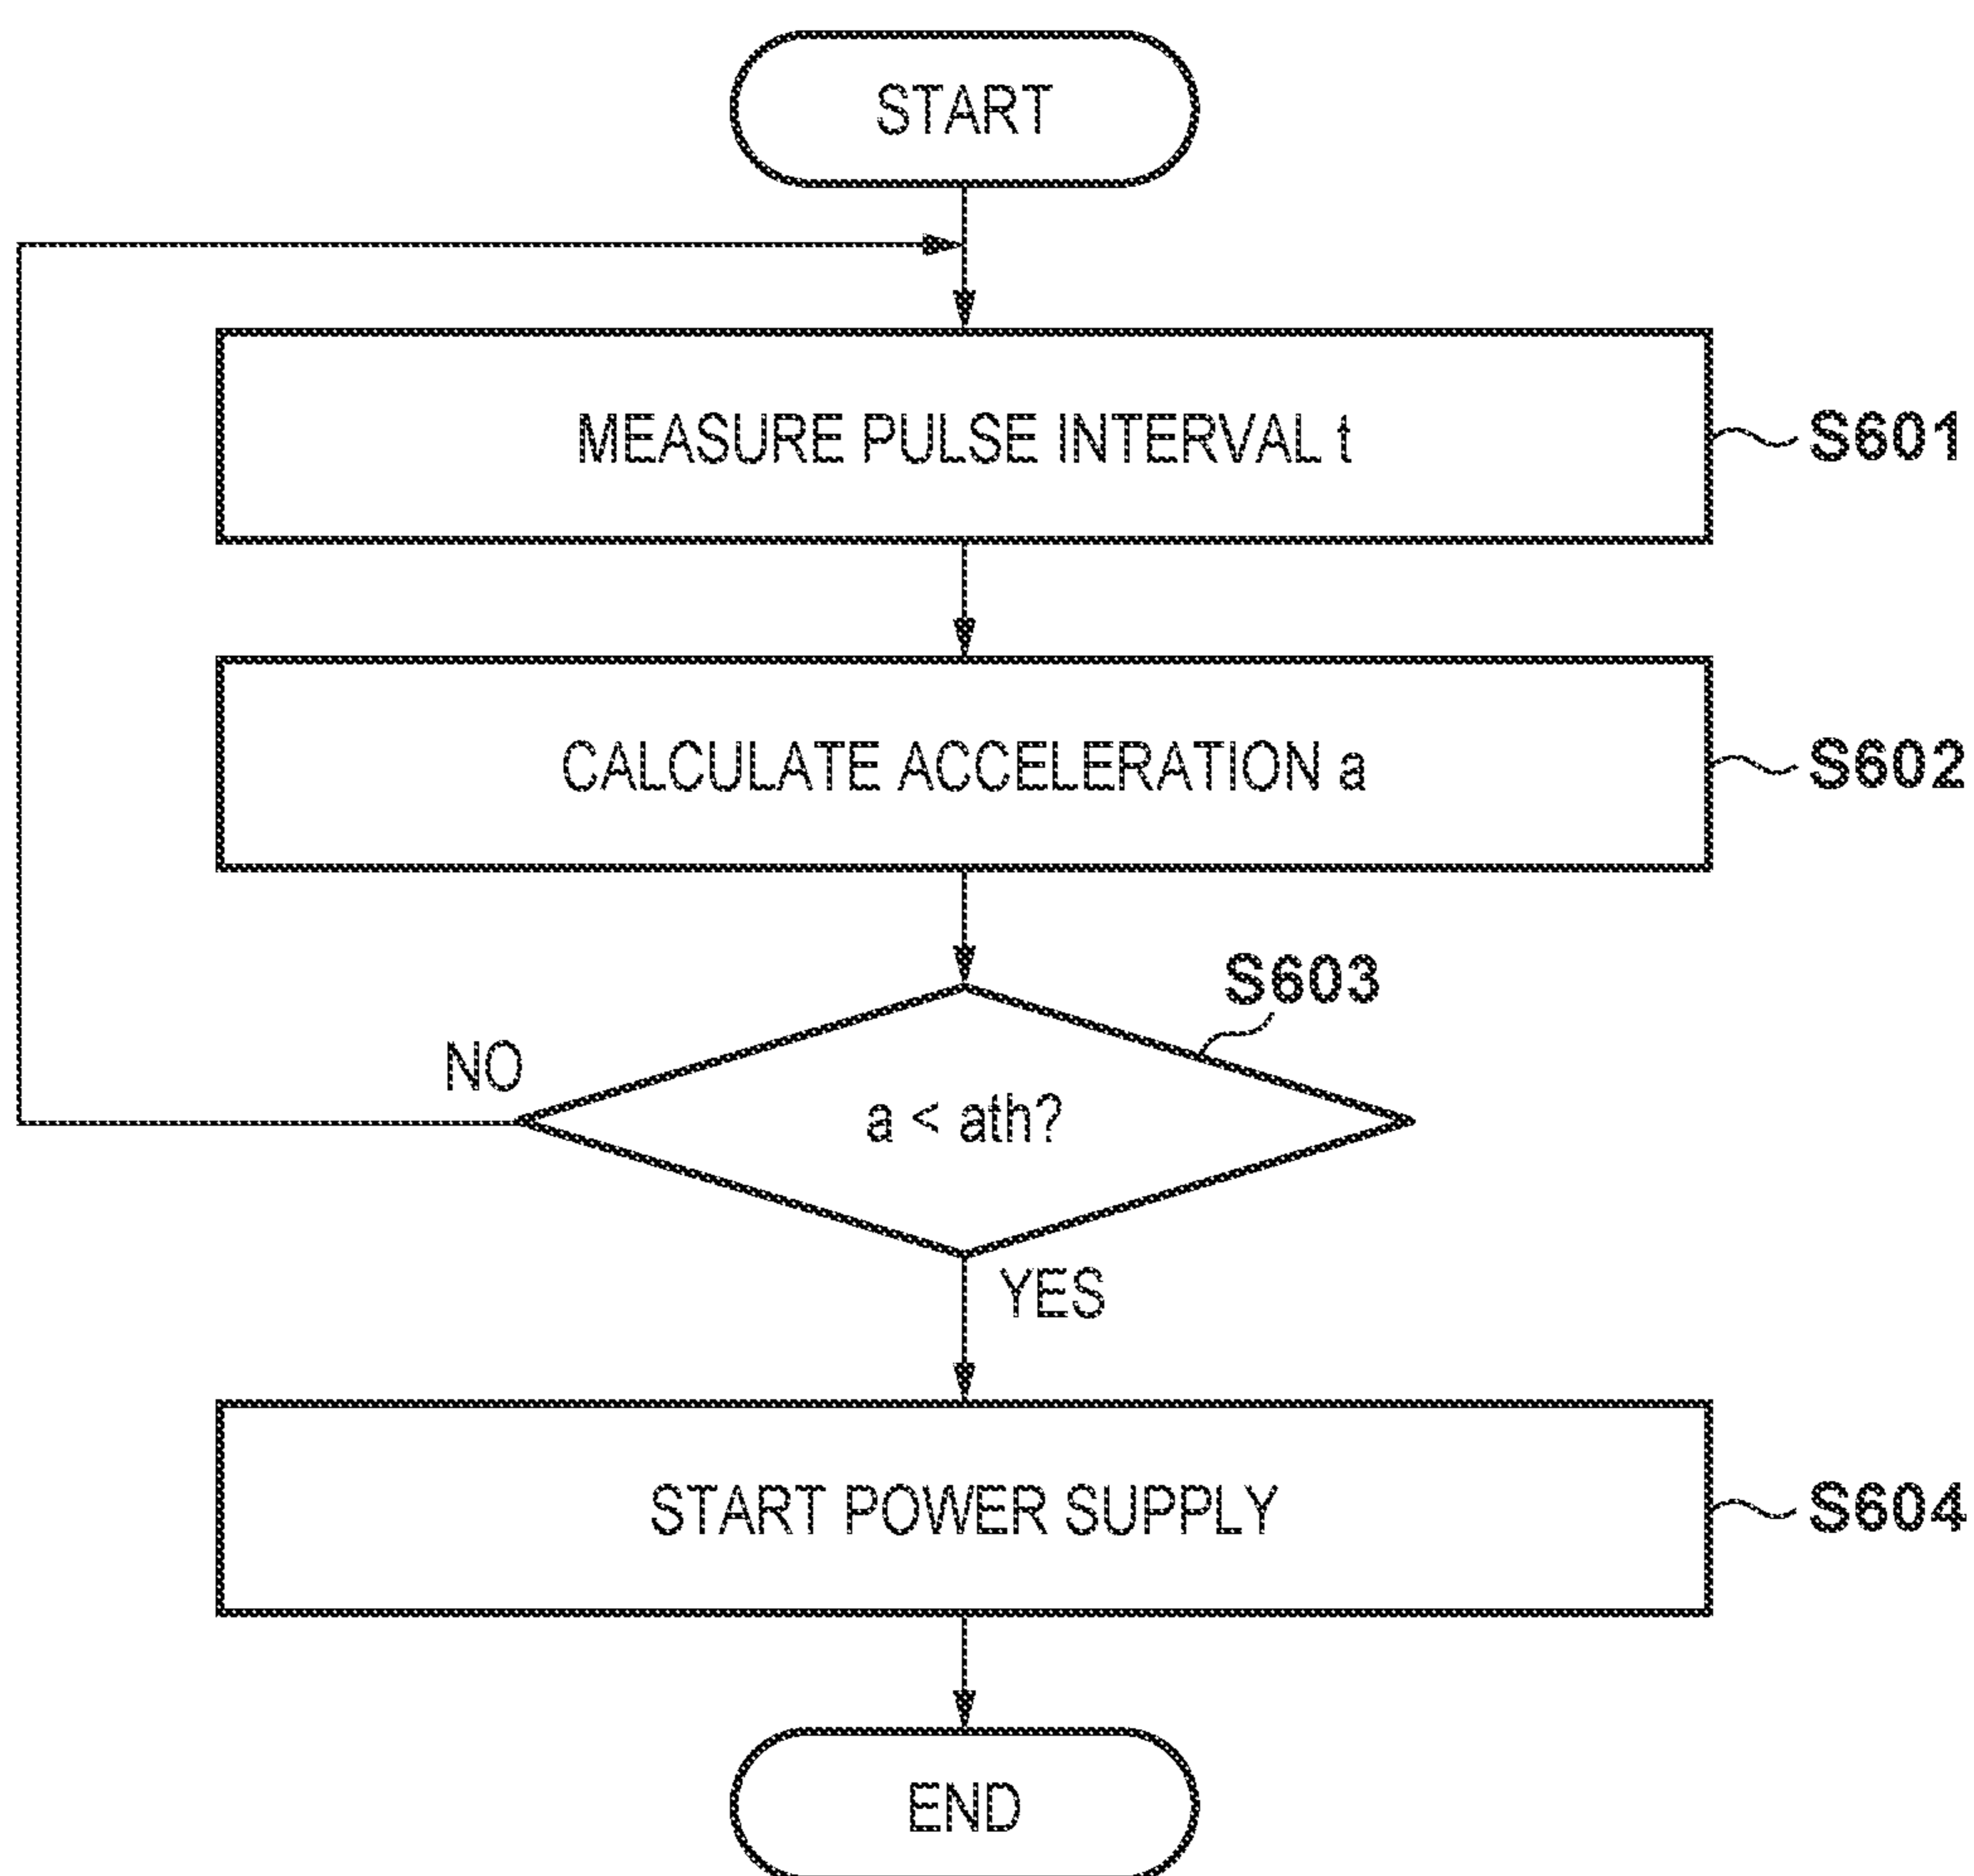 START
MEASURE PULSE INTERVAL t
S601
CALCULATE ACCELERATION a
S602
S603
NO
a < ath?
YES
START POWER SUPPLY
S604
END